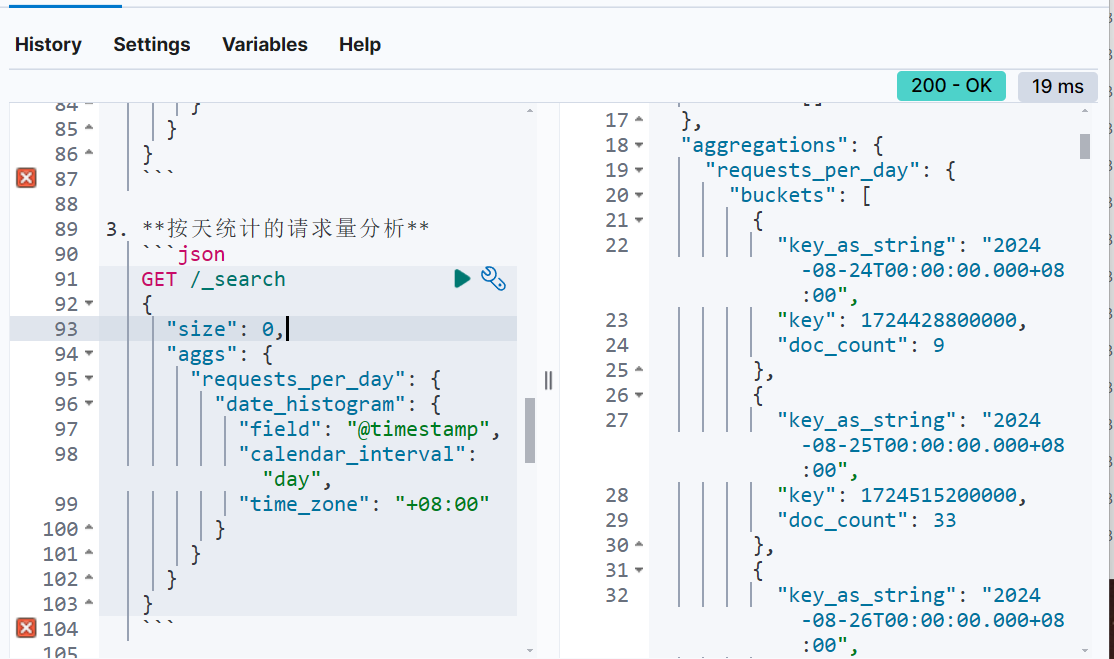 History Settings Variables Help
200 - OK 19 ms
84 }
85 }
86 }
87 ```
88
89 3. **按天统计的请求量分析**
90 ```json
91 GET /_search
92 {
93 "size": 0,
94 "aggs": {
95 "requests_per_day": {
96 "date_histogram": {
97 "field": "@timestamp",
98 "calendar_interval":
"day",
99 "time_zone": "+08:00"
100 }
101 }
102 }
103 }
104 ```
105
17 },
18 "aggregations": {
19 "requests_per_day": {
20 "buckets": [
21 {
22 "key_as_string": "2024
-08-24T00:00:00.000+08
:00",
23 "key": 1724428800000,
24 "doc_count": 9
25 },
26 {
27 "key_as_string": "2024
-08-25T00:00:00.000+08
:00",
28 "key": 1724515200000,
29 "doc_count": 33
30 },
31 {
32 "key_as_string": "2024
-08-26T00:00:00.000+08
:00",